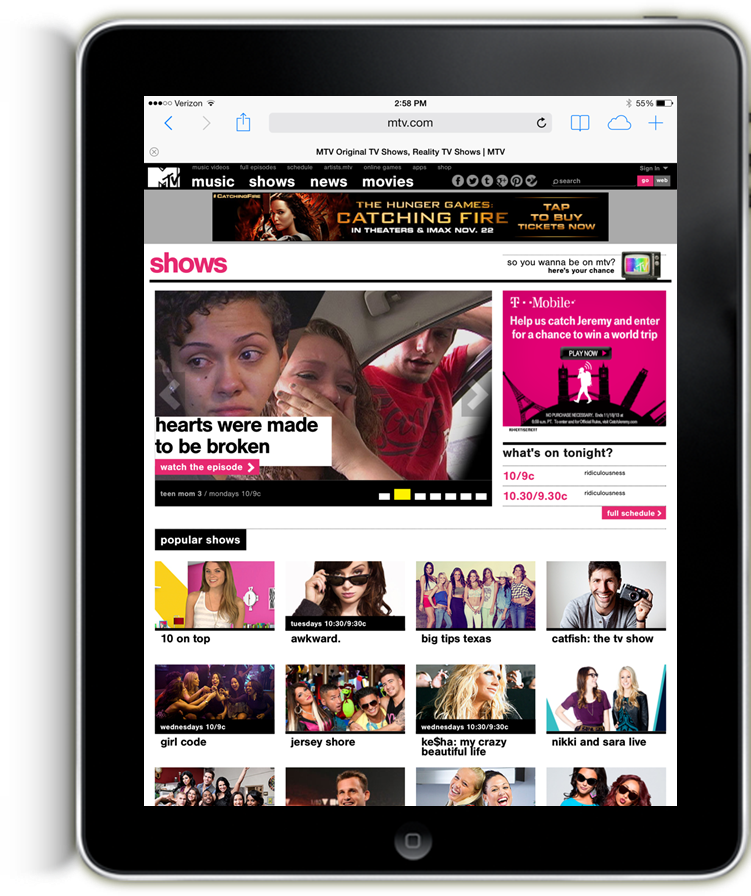 Verizon
2:58 PM
55%
mtv.com
MTV Original TV Shows, Reality TV Shows | MTV
music videos full episodes schedule artists.mtv online games apps shop
Sign In
MTV
music shows news movies
search
go web
#CATCHINGFIRE
THE HUNGER GAMES:
CATCHING FIRE
IN THEATERS & IMAX NOV. 22
TAP
TO BUY
TICKETS NOW
shows
so you wanna be on mtv?
here's your chance
T-Mobile
Help us catch Jeremy and enter
for a chance to win a world trip
PLAY NOW
NO PURCHASE NECESSARY. Ends 11/16/13 at
ADVERTISEMENT
hearts were made
to be broken
watch the episode
teen mom 3 / mondays 10/9c
what's on tonight?
10/9c ridiculousness
10.30/9.30c ridiculousness
full schedule
popular shows
10 on top
tuesdays 10:30/9:30c
awkward.
big tips texas
catfish: the tv show
wednesdays 10/9c
girl code
jersey shore
wednesdays 10:30/9:30c
ke$ha: my crazy
beautiful life
nikki and sara live